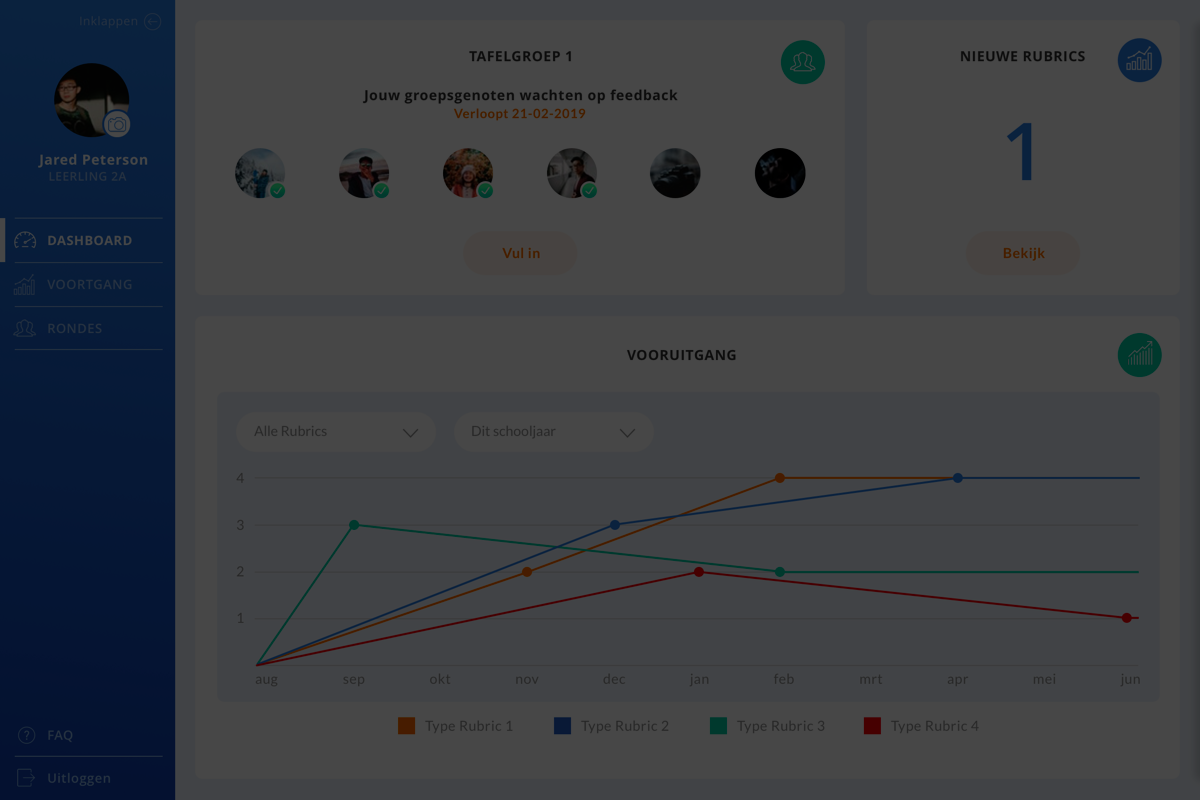 Inklappen
Jared Peterson
LEERLING 2A
DASHBOARD
VOORTGANG
RONDES
FAQ
Uitloggen
TAFELGROEP 1
Jouw groepsgenoten wachten op feedback
Verloopt 21-02-2019
Vul in
NIEUWE RUBRICS
1
Bekijk
VOORUITGANG
Alle Rubrics
Dit schooljaar
4
3
2
1
aug sep okt nov dec jan feb mrt apr mei jun
Type Rubric 1 Type Rubric 2 Type Rubric 3 Type Rubric 4